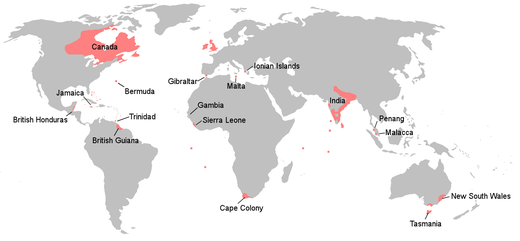 Canada
Ionian Islands
Gibraltar
Malta
Bermuda
Jamaica
India
Gambia
Trinidad
Penang
British Honduras
Sierra Leone
Malacca
British Guiana
New South Wales
Cape Colony
Tasmania